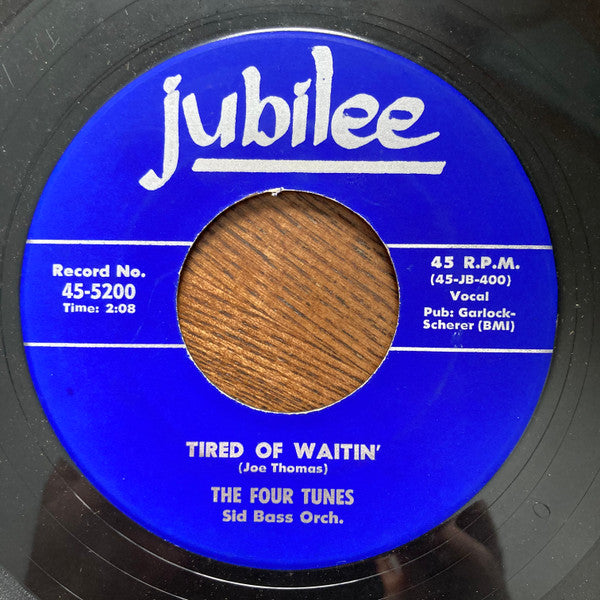 jubilee
Record No.
45-5200
Time: 2:08
45 R.P.M.
(45-JB-400)
Vocal
Pub: Garlock-
Scherer (BMI)
TIRED OF WAITIN'
(Joe Thomas)
THE FOUR TUNES
Sid Bass Orch.